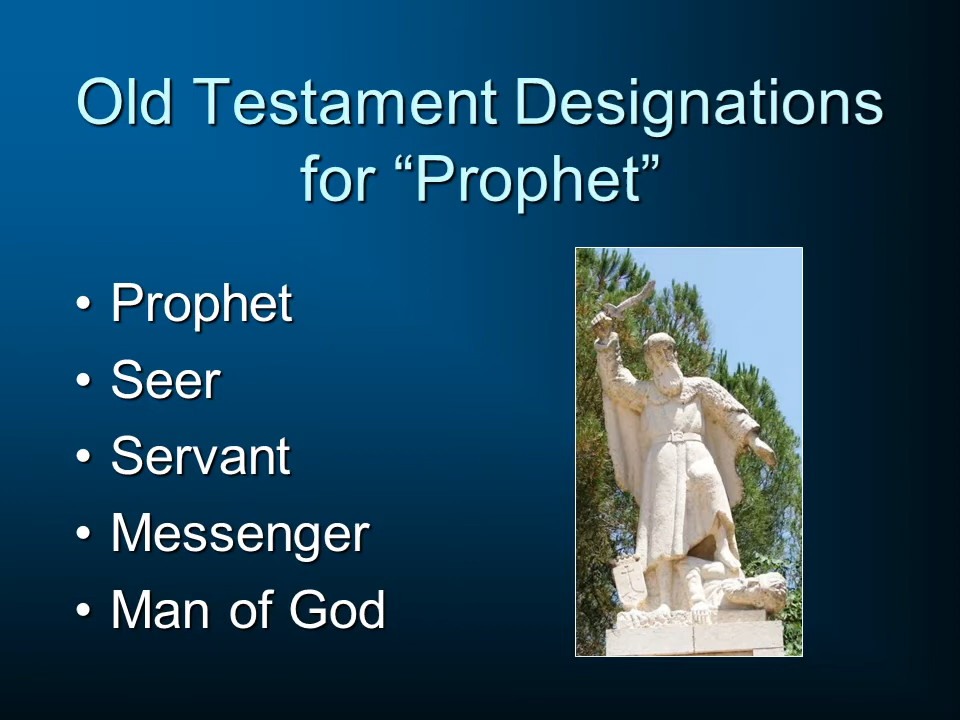 Old Testament Designations
for “Prophet”
• Prophet
• Seer
• Servant
• Messenger
• Man of God